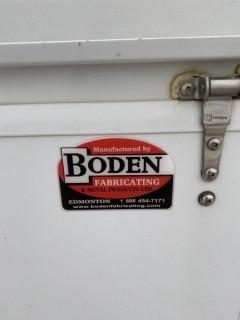 Manufactured by
BODEN
FABRICATING
& METAL PRODUCTS LTD.
EDMONTON 1 888 454-7171
www.bodenfabricating.com